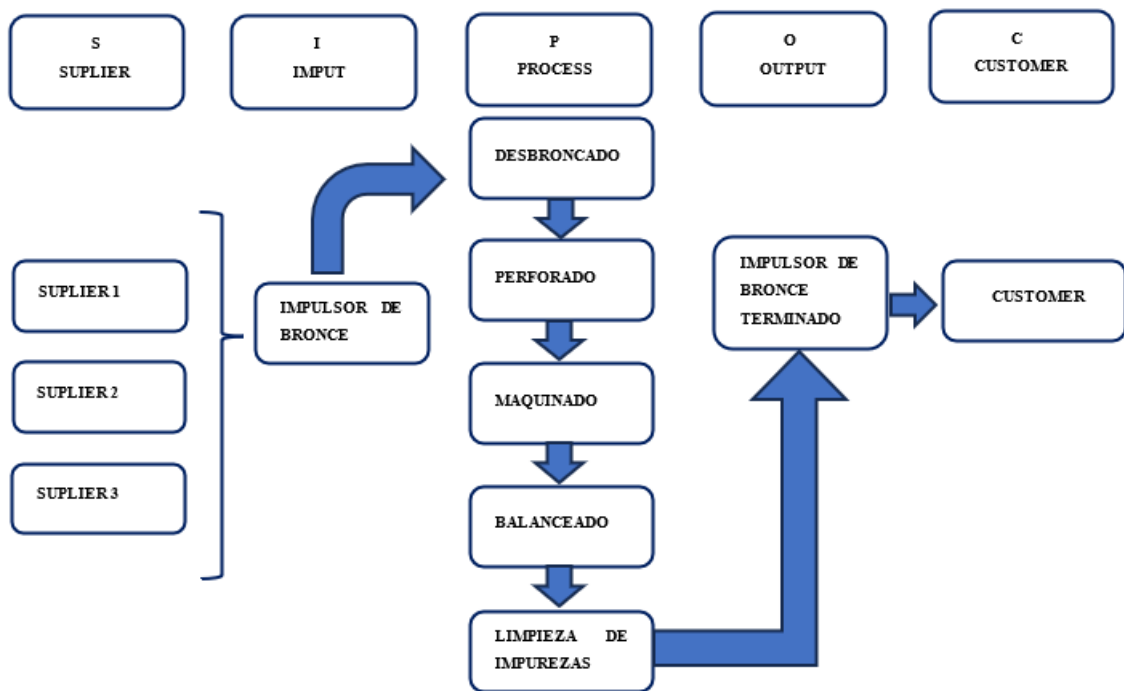 S
SUPLIER
I
IMPUT
P
PROCESS
O
OUTPUT
C
CUSTOMER
SUPLIER 1
SUPLIER 2
SUPLIER 3
IMPULSOR DE
BRONCE
DESBRONCADO
PERFORADO
MAQUINADO
BALANCEADO
LIMPIEZA DE
IMPUREZAS
IMPULSOR DE
BRONCE
TERMINADO
CUSTOMER